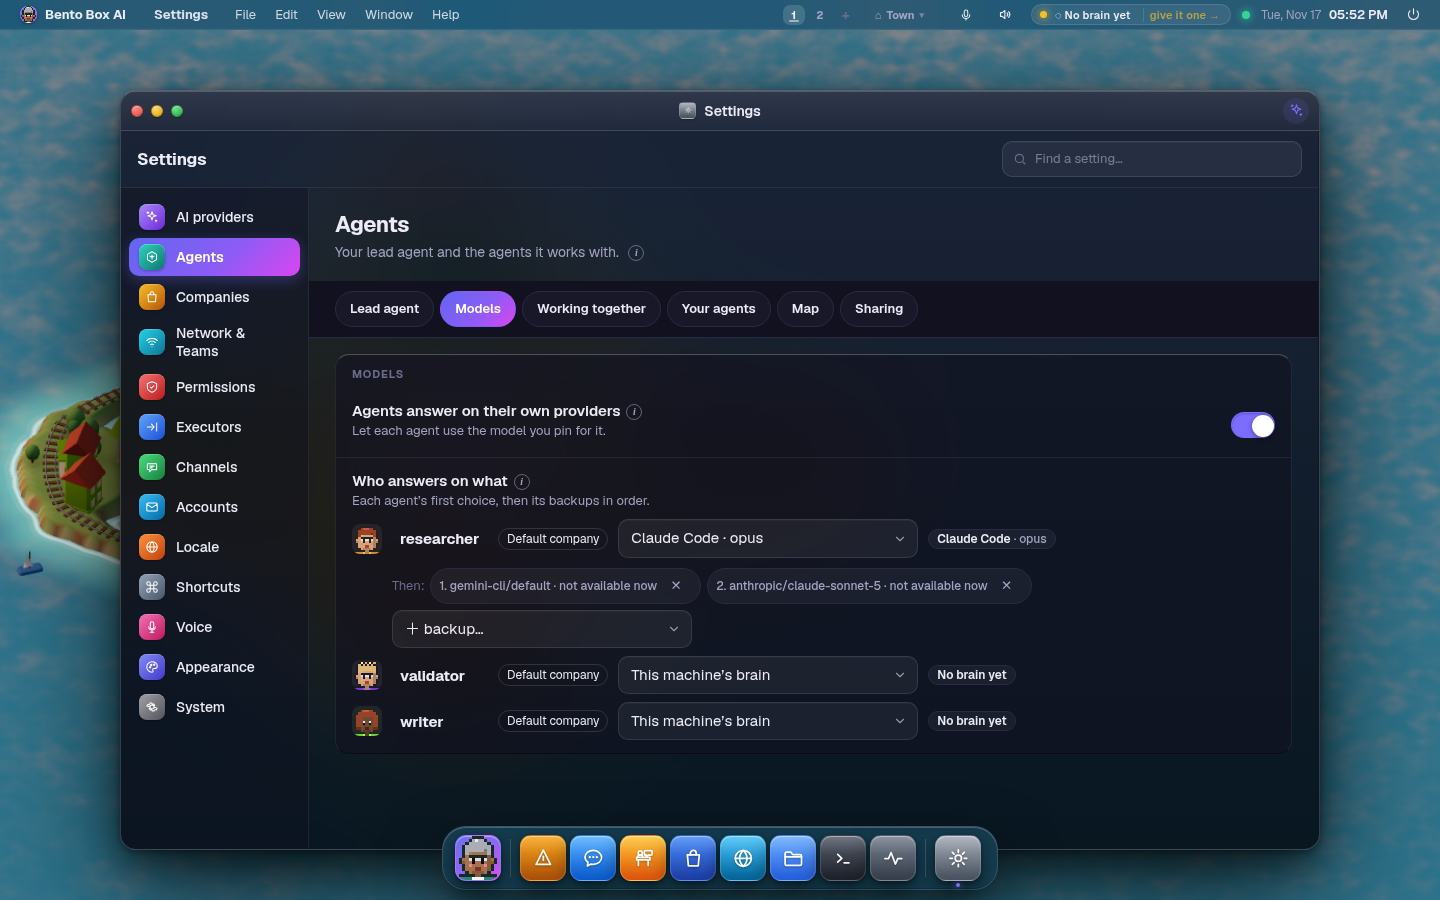 Bento Box AI Settings File Edit View Window Help 1 2 + Town No brain yet give it one → Tue, Nov 17 05:52 PM
Settings
Settings
Find a setting...
AI providers
Agents
Companies
Network &
Teams
Permissions
Executors
Channels
Accounts
Locale
Shortcuts
Voice
Appearance
System
Agents
Your lead agent and the agents it works with.
Lead agent Models Working together Your agents Map Sharing
MODELS
Agents answer on their own providers
Let each agent use the model you pin for it.
Who answers on what
Each agent's first choice, then its backups in order.
researcher Default company Claude Code · opus Claude Code · opus
Then: 1. gemini-cli/default · not available now ✕ 2. anthropic/claude-sonnet-5 · not available now ✕
+ backup...
validator Default company This machine's brain No brain yet
writer Default company This machine's brain No brain yet